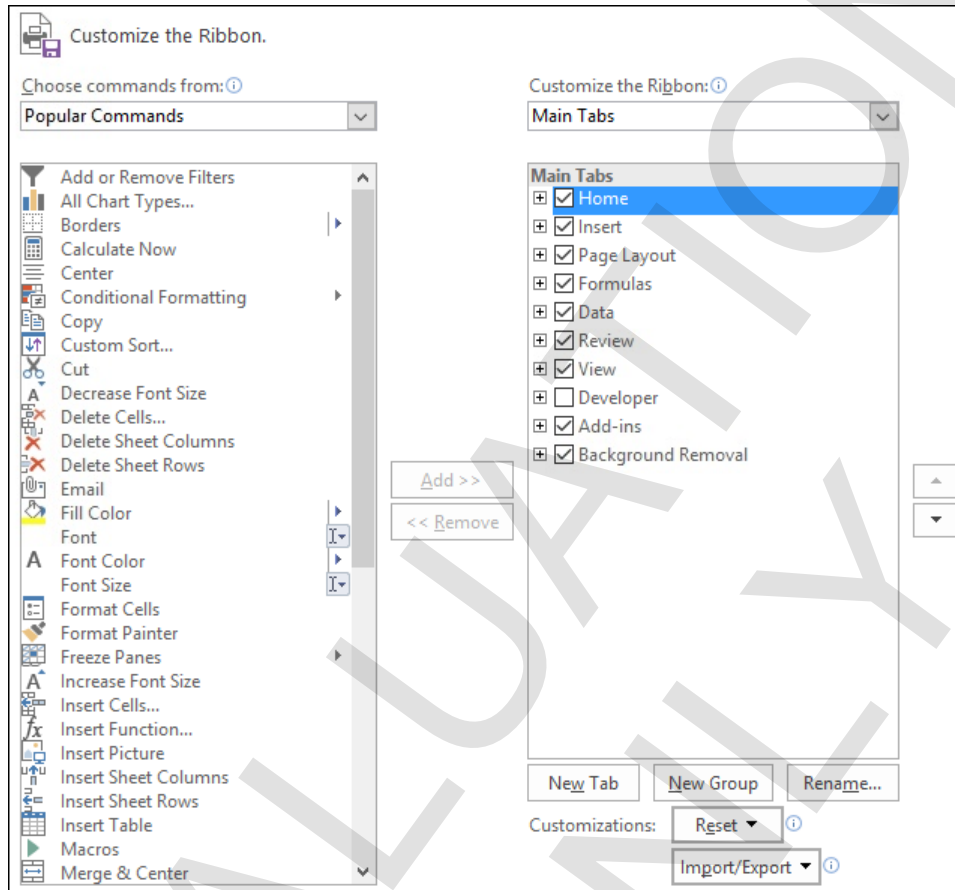 Customize the Ribbon.
Choose commands from:
Popular Commands
Add or Remove Filters
All Chart Types...
Borders
Calculate Now
Center
Conditional Formatting
Copy
Custom Sort...
Cut
Decrease Font Size
Delete Cells...
Delete Sheet Columns
Delete Sheet Rows
Email
Fill Color
Font
Font Color
Font Size
Format Cells
Format Painter
Freeze Panes
Increase Font Size
Insert Cells...
Insert Function...
Insert Picture
Insert Sheet Columns
Insert Sheet Rows
Insert Table
Macros
Merge & Center
Add >>
<< Remove
Customize the Ribbon:
Main Tabs
Main Tabs
Home
Insert
Page Layout
Formulas
Data
Review
View
Developer
Add-ins
Background Removal
New Tab
New Group
Rename...
Customizations:
Reset
Import/Export